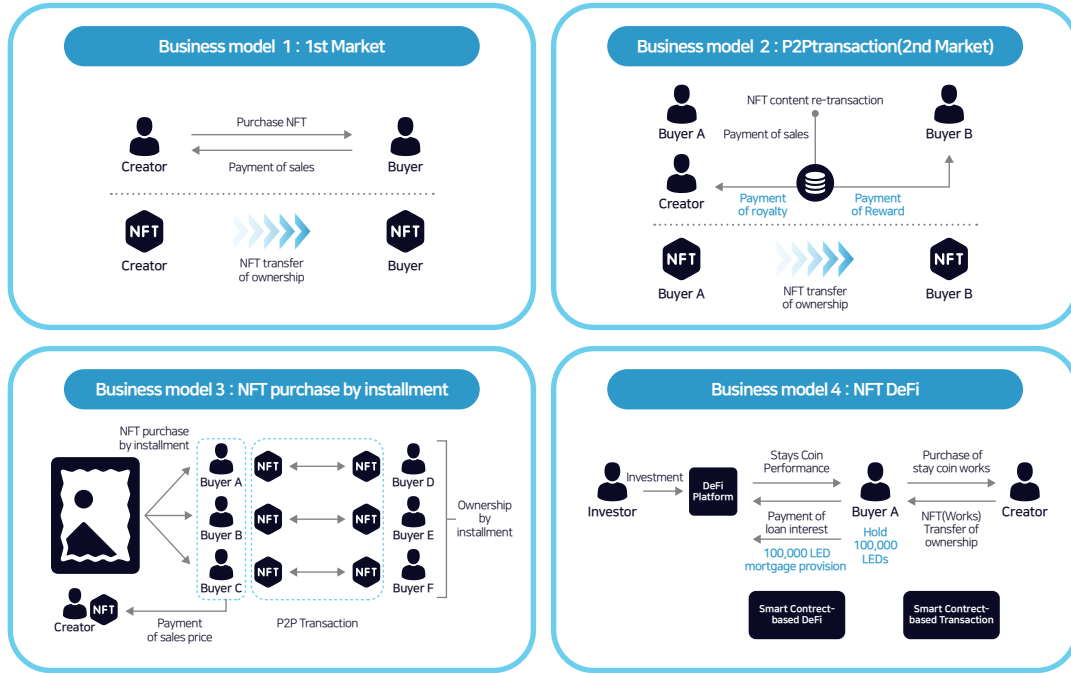 Business model 1 : 1st Market
Purchase NFT
Payment of sales
Creator
Buyer
NFT
NFT
Creator
Buyer
NFT transfer
of ownership
Business model 2 : P2Ptransaction(2nd Market)
NFT content re-transaction
Buyer A
Payment of sales
Buyer B
Creator
Payment
of royalty
Payment
of Reward
NFT
NFT
Buyer A
NFT transfer
of ownership
Buyer B
Business model 3 : NFT purchase by installment
NFT purchase
by installment
Buyer A
NFT
NFT
Buyer D
Buyer B
NFT
NFT
Buyer E
Ownership
by
installment
Buyer C
NFT
NFT
Buyer F
Creator
NFT
Payment
of sales price
P2P Transaction
Business model 4 : NFT DeFi
Investor
Investment
DeFi
Platform
Stays Coin
Performance
Payment of
loan interest
100,000 LED
mortgage provision
Buyer A
Hold
100,000
LEDs
Purchase of
stay coin works
NFT(Works)
Transfer of
ownership
Creator
Smart Contrect-
based DeFi
Smart Contrect-
based Transaction